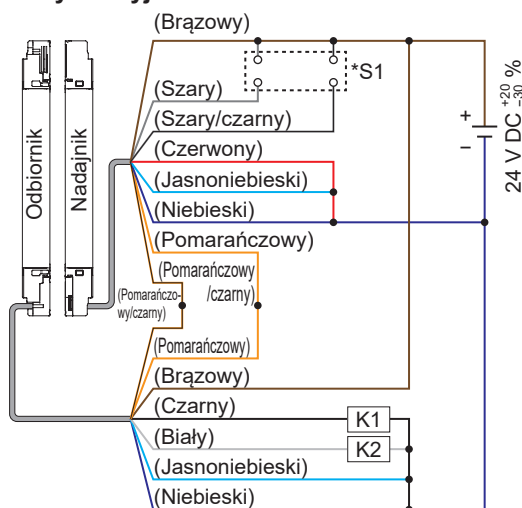 (Brązowy)
*S1
(Szary)
(Szary/czarny)
(Czerwony)
(Jasnoniebieski)
(Niebieski)
(Pomarańczowy)
(Pomarańczowy
/czarny)
(Pomarańczo-
wy/czarny)
(Pomarańczowy)
(Brązowy)
(Czarny)
K1
(Biały)
K2
(Jasnoniebieski)
(Niebieski)
Odbiornik
Nadajnik
+
−
24 V DC +20 −30 %